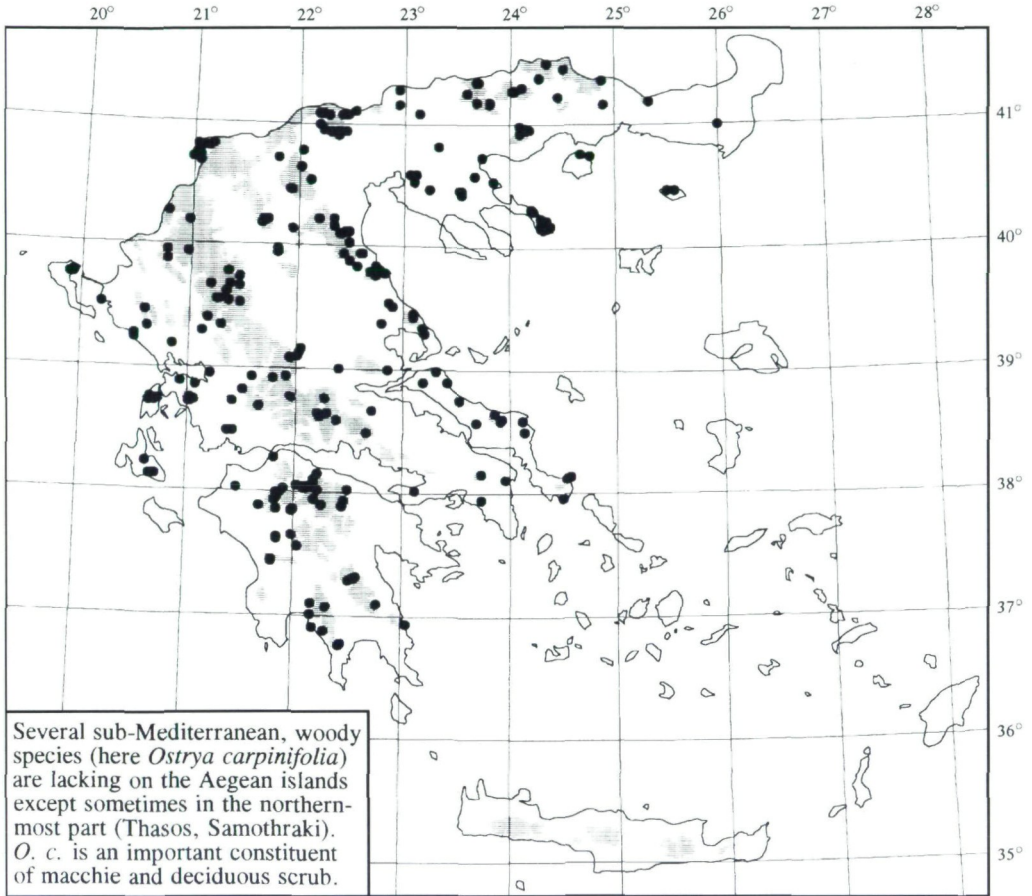 20° 21° 22° 23° 24° 25° 26° 27° 28°
41°
40°
39°
38°
37°
36°
35°
Several sub-Mediterranean, woody
species (here Ostrya carpinifolia)
are lacking on the Aegean islands
except sometimes in the northern-
most part (Thasos, Samothraki).
O. c. is an important constituent
of macchie and deciduous scrub.